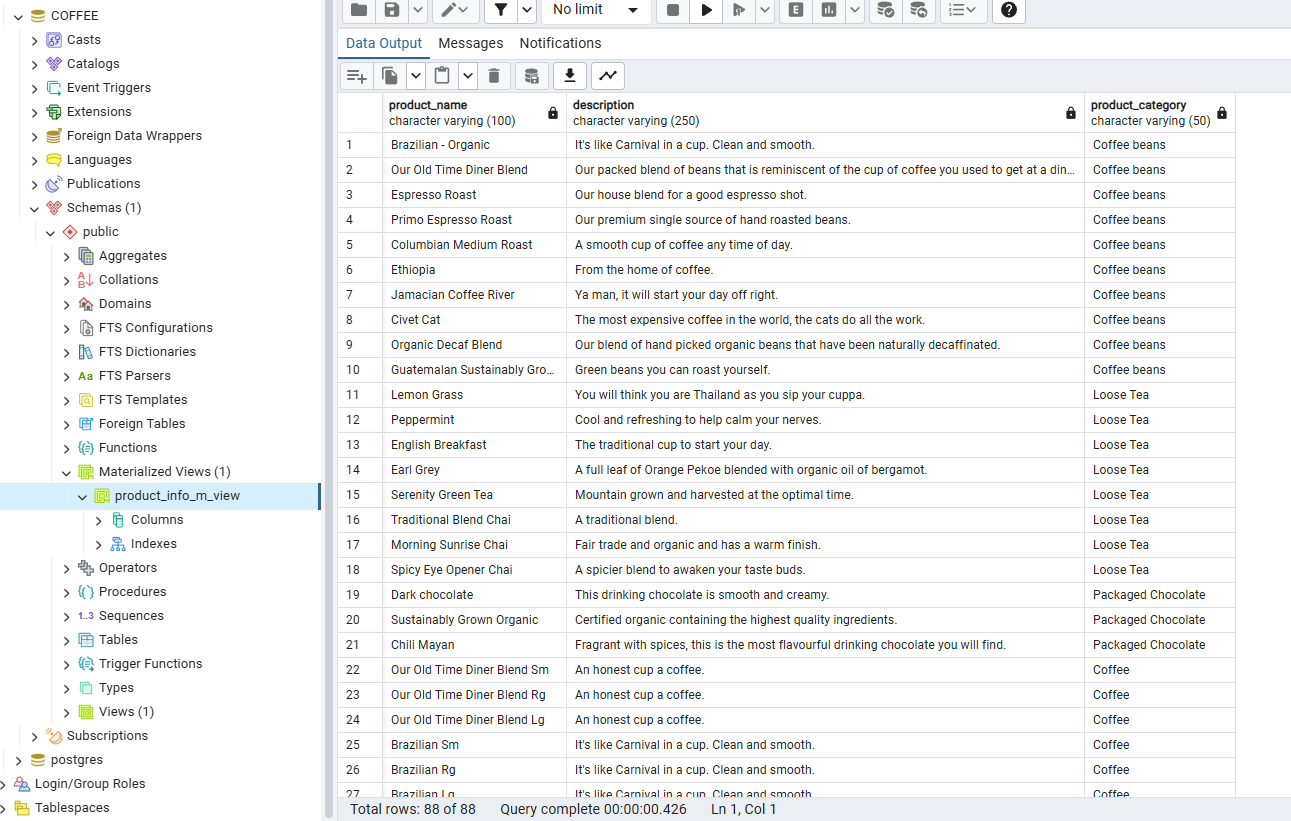 COFFEE
Casts
Catalogs
Event Triggers
Extensions
Foreign Data Wrappers
Languages
Publications
Schemas (1)
public
Aggregates
Collations
Domains
FTS Configurations
FTS Dictionaries
Aa FTS Parsers
FTS Templates
Foreign Tables
Functions
Materialized Views (1)
product_info_m_view
Columns
Indexes
Operators
Procedures
1..3 Sequences
Tables
Trigger Functions
Types
Views (1)
Subscriptions
postgres
Login/Group Roles
Tablespaces
No limit E
Data Output Messages Notifications
product_name description product_category
character varying (100) character varying (250) character varying (50)
1 Brazilian - Organic It's like Carnival in a cup. Clean and smooth. Coffee beans
2 Our Old Time Diner Blend Our packed blend of beans that is reminiscent of the cup of coffee you used to get at a din... Coffee beans
3 Espresso Roast Our house blend for a good espresso shot. Coffee beans
4 Primo Espresso Roast Our premium single source of hand roasted beans. Coffee beans
5 Columbian Medium Roast A smooth cup of coffee any time of day. Coffee beans
6 Ethiopia From the home of coffee. Coffee beans
7 Jamacian Coffee River Ya man, it will start your day off right. Coffee beans
8 Civet Cat The most expensive coffee in the world, the cats do all the work. Coffee beans
9 Organic Decaf Blend Our blend of hand picked organic beans that have been naturally decaffinated. Coffee beans
10 Guatemalan Sustainably Gro... Green beans you can roast yourself. Coffee beans
11 Lemon Grass You will think you are Thailand as you sip your cuppa. Loose Tea
12 Peppermint Cool and refreshing to help calm your nerves. Loose Tea
13 English Breakfast The traditional cup to start your day. Loose Tea
14 Earl Grey A full leaf of Orange Pekoe blended with organic oil of bergamot. Loose Tea
15 Serenity Green Tea Mountain grown and harvested at the optimal time. Loose Tea
16 Traditional Blend Chai A traditional blend. Loose Tea
17 Morning Sunrise Chai Fair trade and organic and has a warm finish. Loose Tea
18 Spicy Eye Opener Chai A spicier blend to awaken your taste buds. Loose Tea
19 Dark chocolate This drinking chocolate is smooth and creamy. Packaged Chocolate
20 Sustainably Grown Organic Certified organic containing the highest quality ingredients. Packaged Chocolate
21 Chili Mayan Fragrant with spices, this is the most flavourful drinking chocolate you will find. Packaged Chocolate
22 Our Old Time Diner Blend Sm An honest cup a coffee. Coffee
23 Our Old Time Diner Blend Rg An honest cup a coffee. Coffee
24 Our Old Time Diner Blend Lg An honest cup a coffee. Coffee
25 Brazilian Sm It's like Carnival in a cup. Clean and smooth. Coffee
26 Brazilian Rg It's like Carnival in a cup. Clean and smooth. Coffee
27 Brazilian Lg It's like Carnival in a cup. Clean and smooth. Coffee
Total rows: 88 of 88 Query complete 00:00:00.426 Ln 1, Col 1